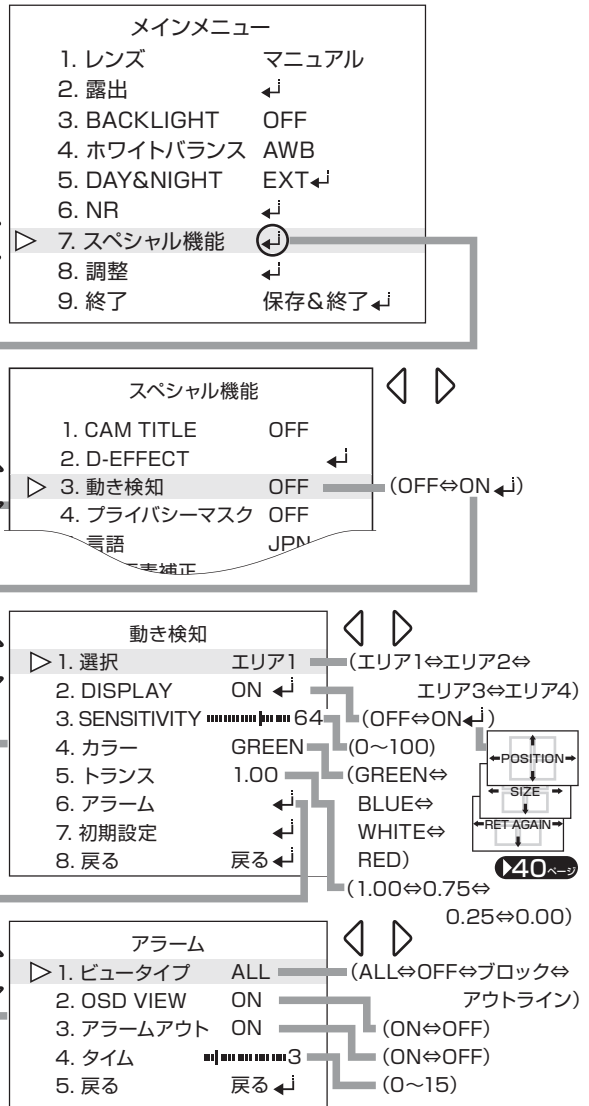 メインメニュー
1. レンズ マニュアル
2. 露出 ↵
3. BACKLIGHT OFF
4. ホワイトバランス AWB
5. DAY&NIGHT EXT↵
6. NR ↵
7. スペシャル機能 ↵
8. 調整 ↵
9. 終了 保存&終了↵
スペシャル機能
1. CAM TITLE OFF
2. D-EFFECT ↵
3. 動き検知 OFF (OFF⇔ON↵)
4. プライバシーマスク OFF
言語 JPN
素補正
動き検知
1. 選択 エリア1 (エリア1⇔エリア2⇔
エリア3⇔エリア4)
2. DISPLAY ON ↵ (OFF⇔ON↵)
3. SENSITIVITY 64 (0〜100)
4. カラー GREEN (GREEN⇔
BLUE⇔
WHITE⇔
RED)
5. トランス 1.00 (1.00⇔0.75⇔
0.25⇔0.00)
6. アラーム ↵
7. 初期設定 ↵
8. 戻る 戻る↵
POSITION
SIZE
RET AGAIN
40ページ
アラーム
1. ビュータイプ ALL (ALL⇔OFF⇔ブロック⇔
アウトライン)
2. OSD VIEW ON (ON⇔OFF)
3. アラームアウト ON (ON⇔OFF)
4. タイム 3 (0〜15)
5. 戻る 戻る↵